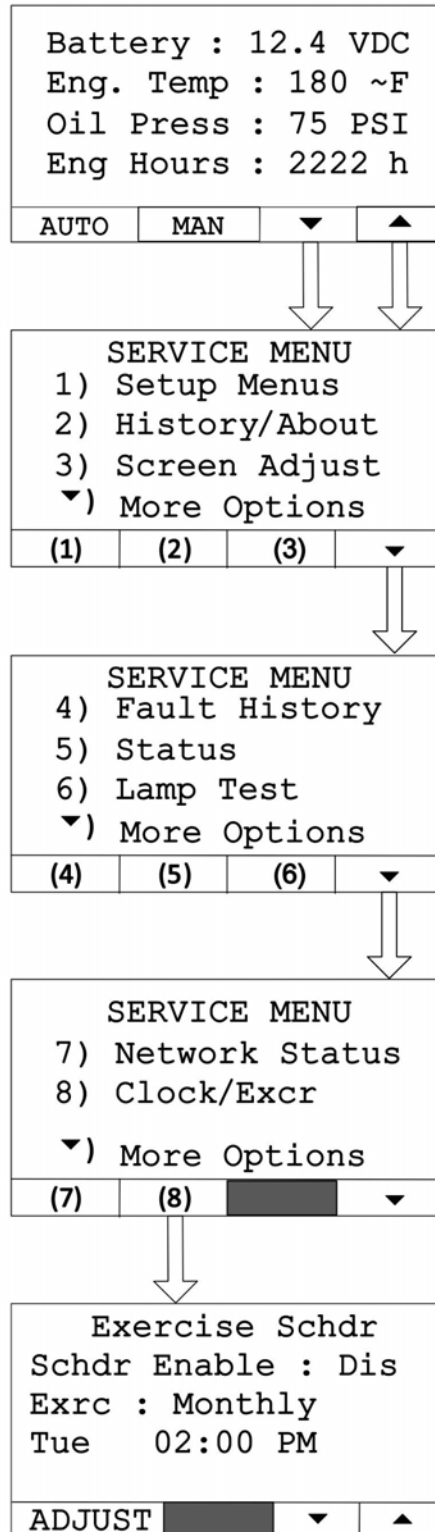 Battery : 12.4 VDC
Eng. Temp : 180 ~F
Oil Press : 75 PSI
Eng Hours : 2222 h
AUTO MAN ▼ ▲
SERVICE MENU
1) Setup Menus
2) History/About
3) Screen Adjust
▼) More Options
(1) (2) (3) ▼
SERVICE MENU
4) Fault History
5) Status
6) Lamp Test
▼) More Options
(4) (5) (6) ▼
SERVICE MENU
7) Network Status
8) Clock/Excr
▼) More Options
(7) (8) ▼
Exercise Schdr
Schdr Enable : Dis
Exrc : Monthly
Tue 02:00 PM
ADJUST ▼ ▲